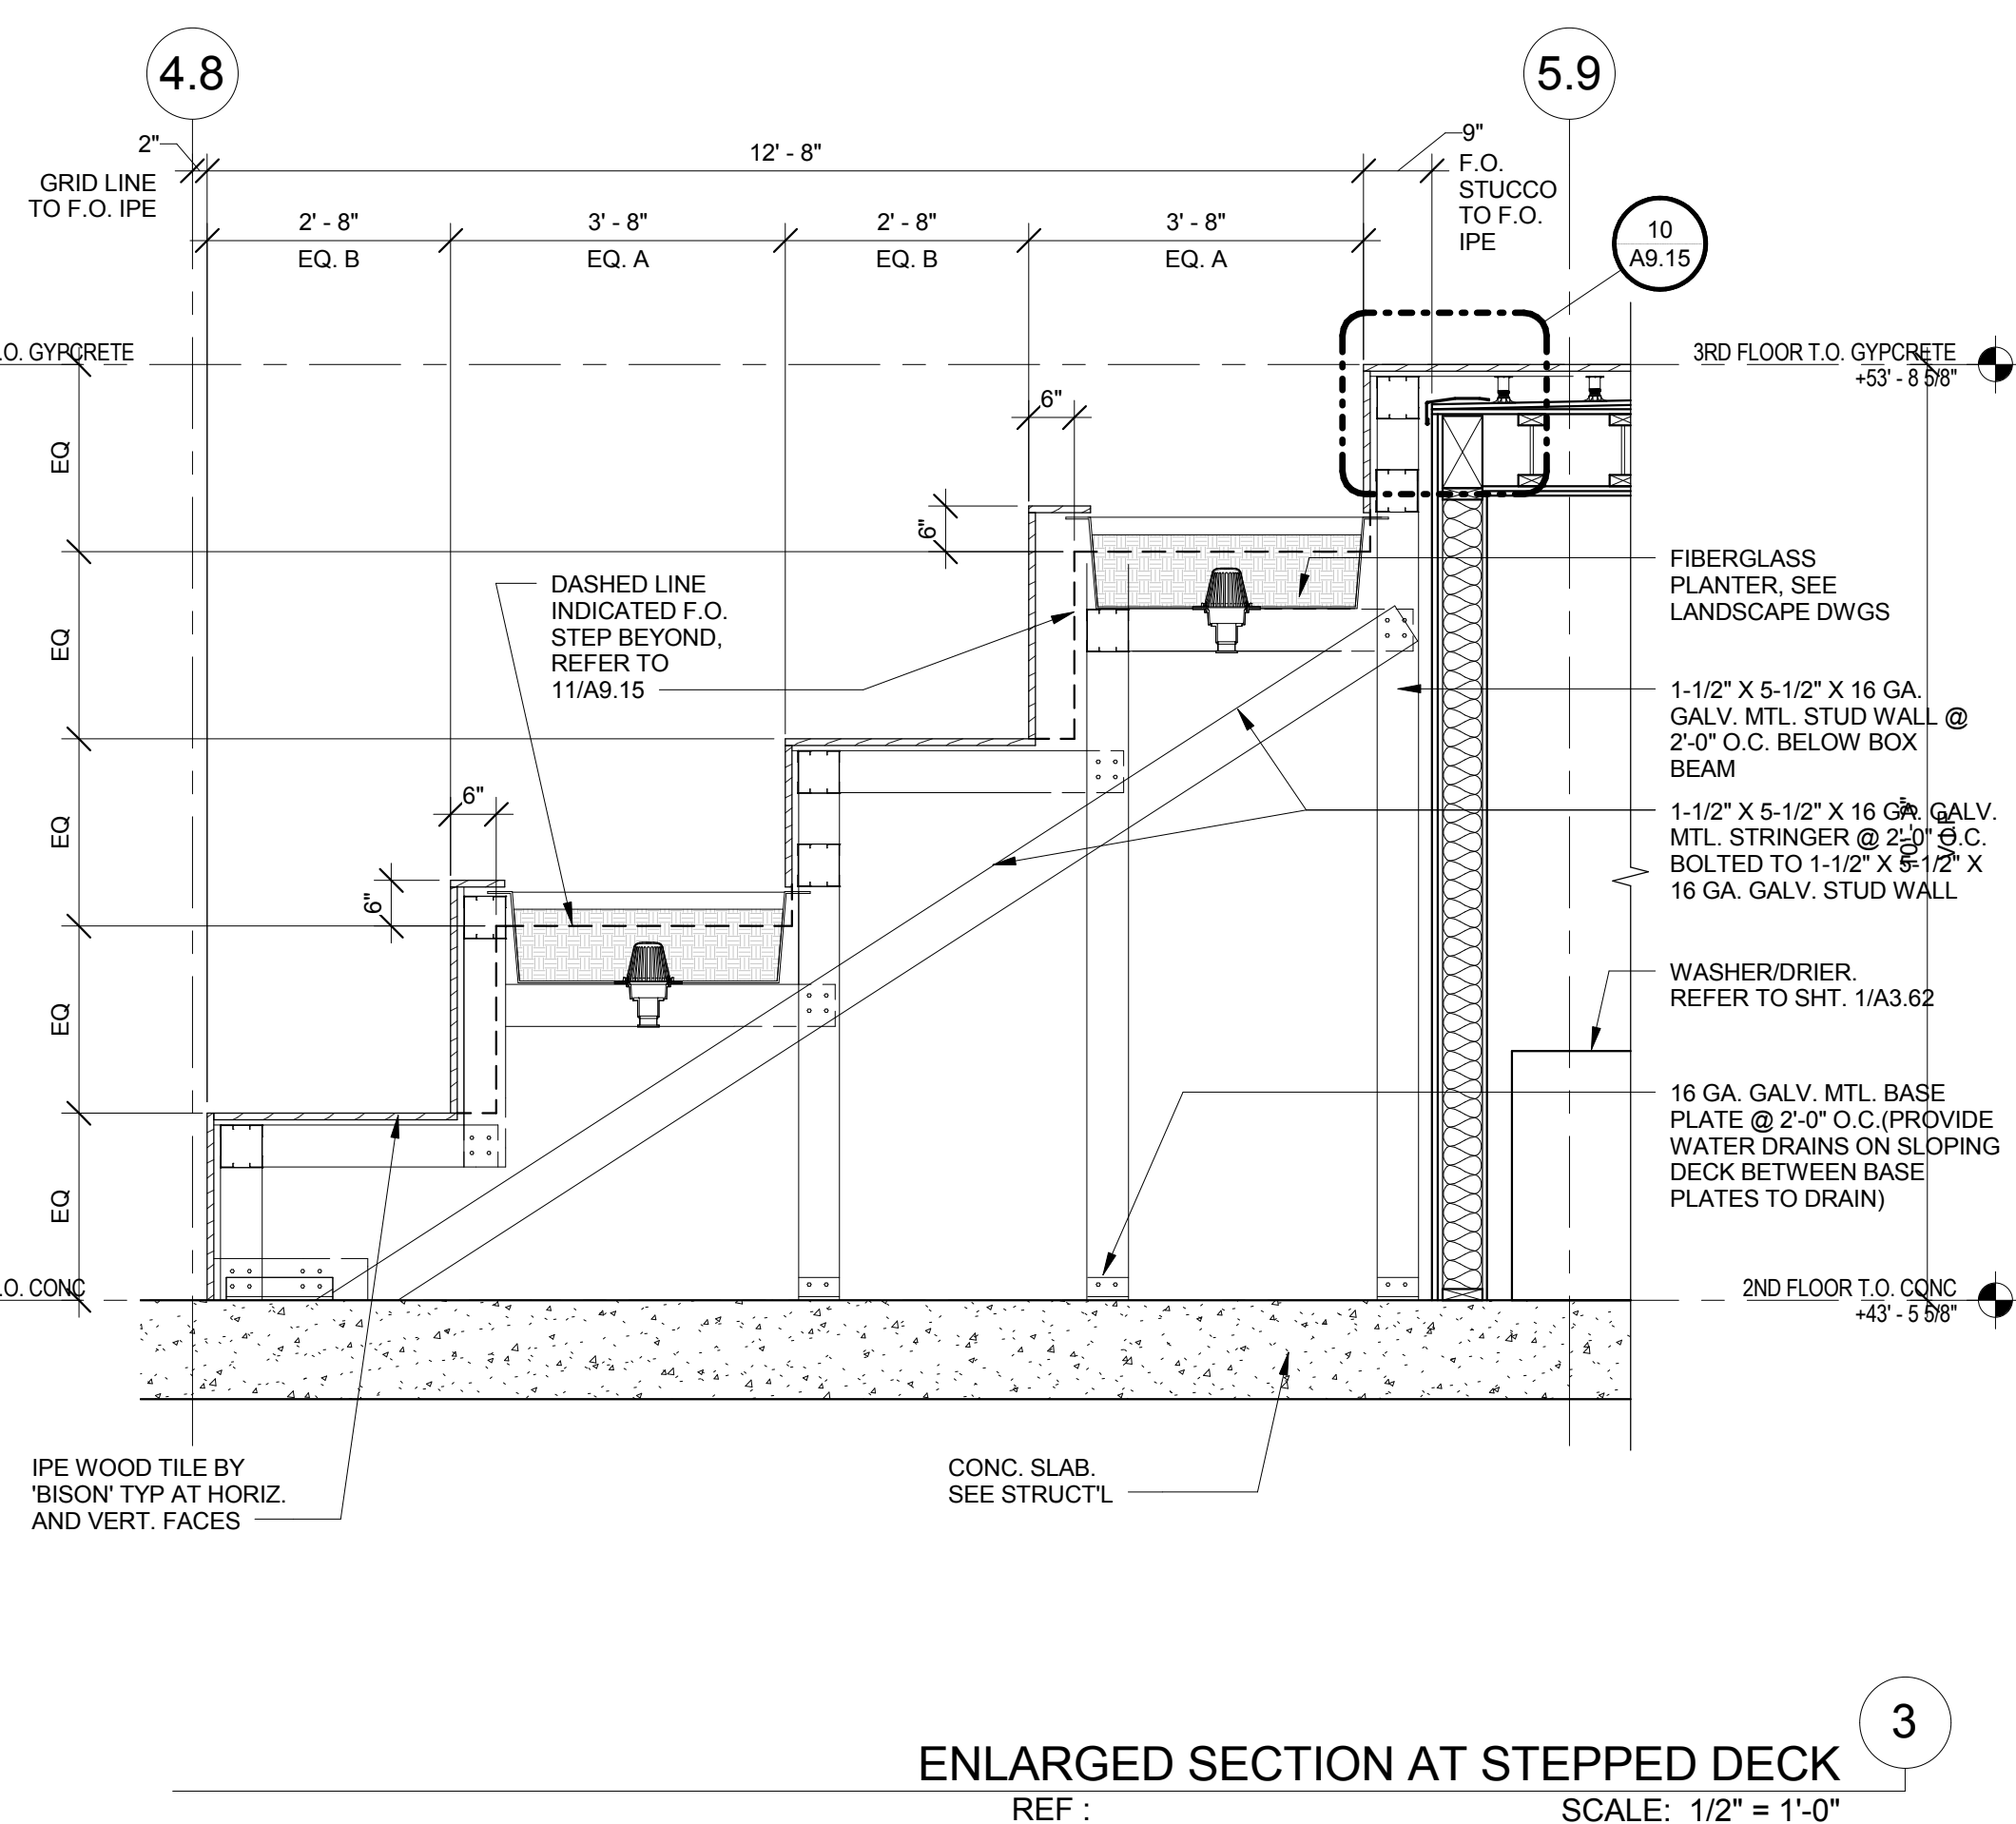 4.8
5.9
2"
12' - 8"
9"
GRID LINE
TO F.O. IPE
F.O.
STUCCO
TO F.O.
IPE
2' - 8"
3' - 8"
2' - 8"
3' - 8"
EQ. B
EQ. A
EQ. B
EQ. A
10
A9.15
.O. GYPCRETE
3RD FLOOR T.O. GYPCRETE
+53' - 8 5/8"
6"
EQ
6"
FIBERGLASS
PLANTER, SEE
LANDSCAPE DWGS
DASHED LINE
INDICATED F.O.
STEP BEYOND,
REFER TO
11/A9.15
EQ
1-1/2" X 5-1/2" X 16 GA.
GALV. MTL. STUD WALL @
2'-0" O.C. BELOW BOX
BEAM
6"
EQ
1-1/2" X 5-1/2" X 16 GA. GALV.
MTL. STRINGER @ 2'-0" O.C.
BOLTED TO 1-1/2" X 5-1/2" X
16 GA. GALV. STUD WALL
10' - 3"
V.I.F.
6"
WASHER/DRIER.
REFER TO SHT. 1/A3.62
EQ
16 GA. GALV. MTL. BASE
PLATE @ 2'-0" O.C.(PROVIDE
WATER DRAINS ON SLOPING
DECK BETWEEN BASE
PLATES TO DRAIN)
EQ
.O. CONC
2ND FLOOR T.O. CONC
+43' - 5 5/8"
IPE WOOD TILE BY
'BISON' TYP AT HORIZ.
AND VERT. FACES
CONC. SLAB.
SEE STRUCT'L
3
ENLARGED SECTION AT STEPPED DECK
REF :
SCALE: 1/2" = 1'-0"